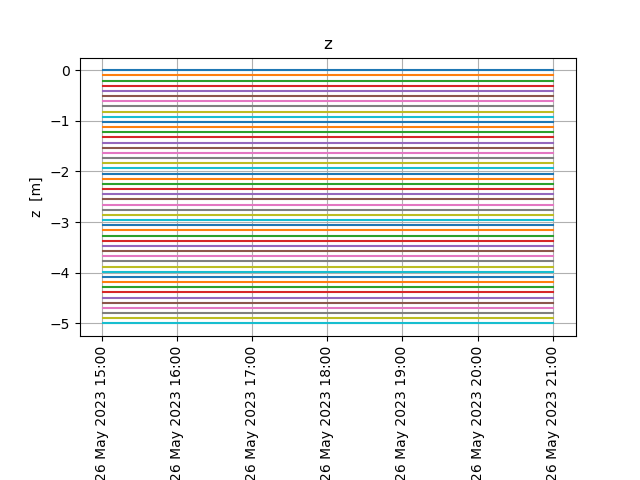 z
z [m]
0
−1
−2
−3
−4
−5
26 May 2023 15:00
26 May 2023 16:00
26 May 2023 17:00
26 May 2023 18:00
26 May 2023 19:00
26 May 2023 20:00
26 May 2023 21:00